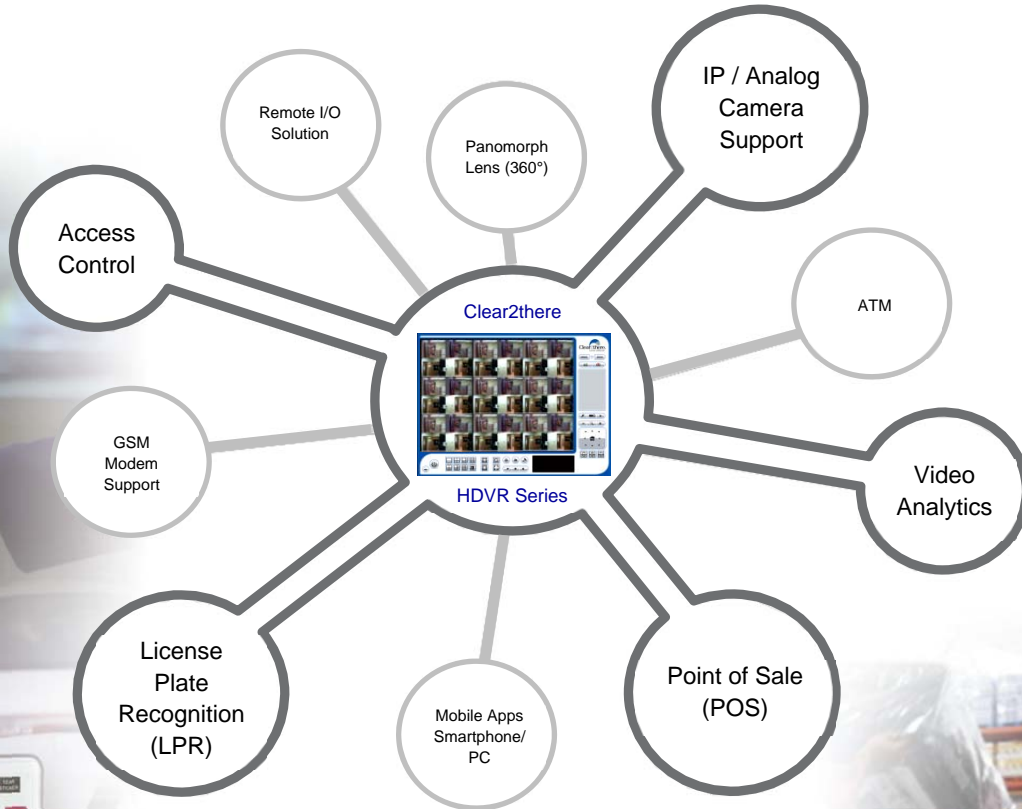 IP / Analog
Camera
Support
Remote I/O
Solution
Panomorph
Lens (360°)
Access
Control
Clear2there
ATM
GSM
Modem
Support
HDVR Series
Video
Analytics
License
Plate
Recognition
(LPR)
Mobile Apps
Smartphone/
PC
Point of Sale
(POS)